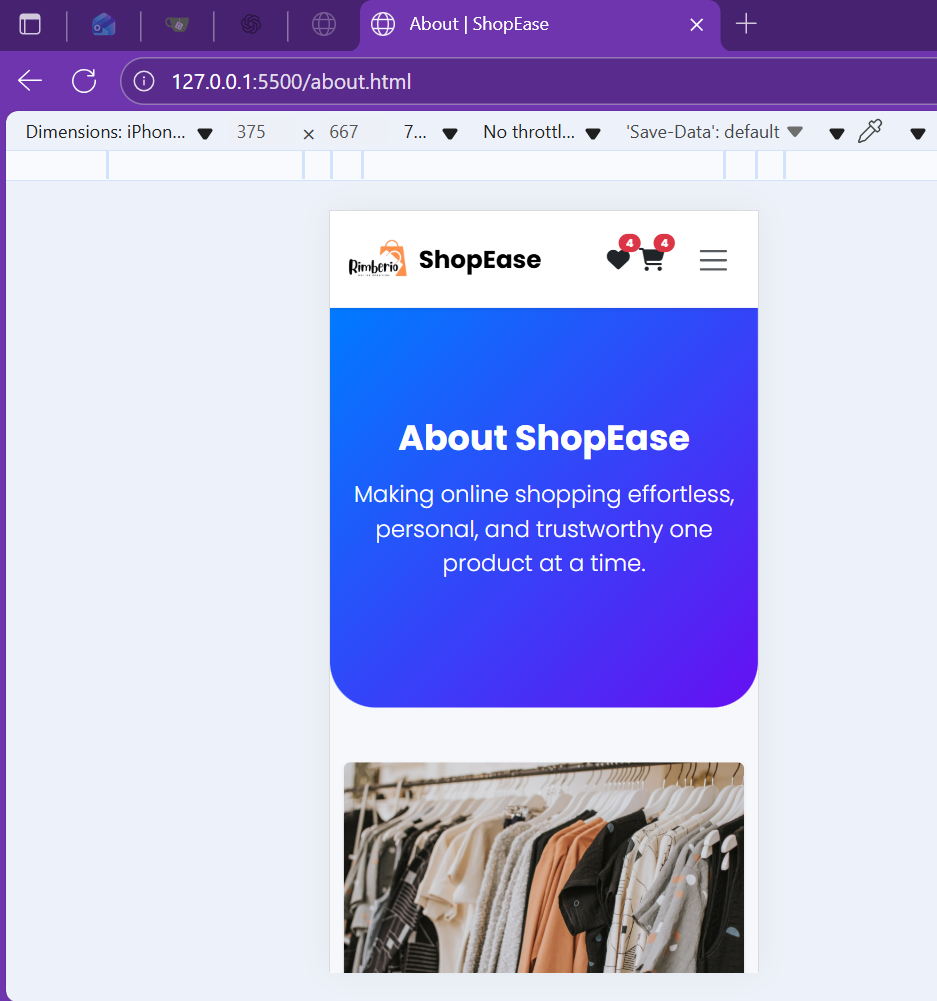 About | ShopEase
127.0.0.1:5500/about.html
Dimensions: iPhon... 375 × 667 7... No throttl... 'Save-Data': default
Rimberio
ShopEase
4
4
About ShopEase
Making online shopping effortless,
personal, and trustworthy one
product at a time.